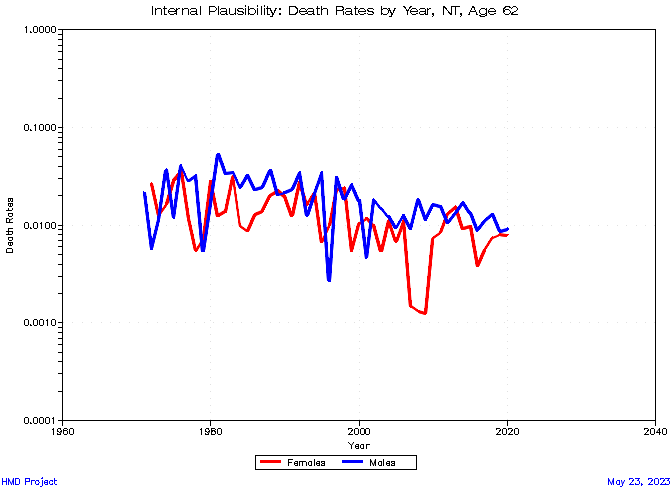 Internal Plausibility: Death Rates by Year, NT, Age 62
1.0000
0.1000
0.0100
0.0010
0.0001
Death Rates
1960 1980 2000 2020 2040
Year
Females Males
HMD Project May 23, 2023